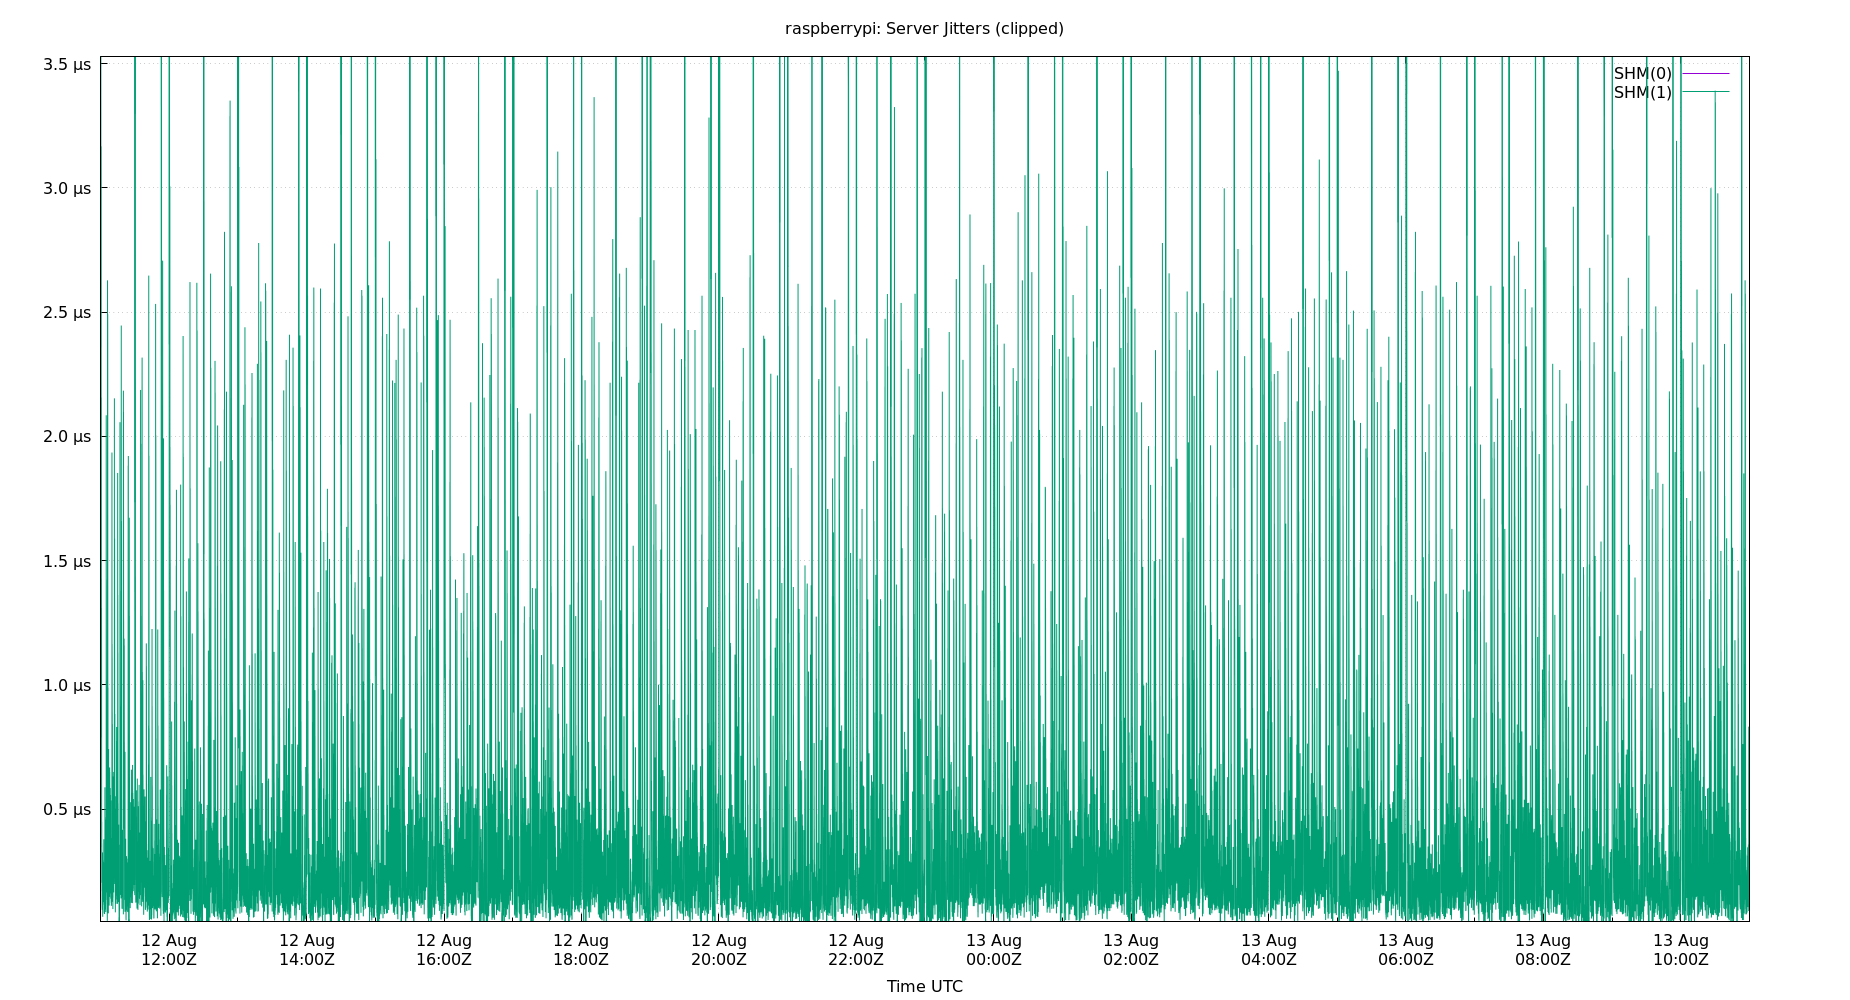 raspberrypi: Server Jitters (clipped)
3.5 µs
SHM(0)
SHM(1)
3.0 µs
2.5 µs
2.0 µs
1.5 µs
1.0 µs
0.5 µs
12 Aug 12 Aug 12 Aug 12 Aug 12 Aug 12 Aug 13 Aug 13 Aug 13 Aug 13 Aug 13 Aug 13 Aug
12:00Z 14:00Z 16:00Z 18:00Z 20:00Z 22:00Z 00:00Z 02:00Z 04:00Z 06:00Z 08:00Z 10:00Z
Time UTC